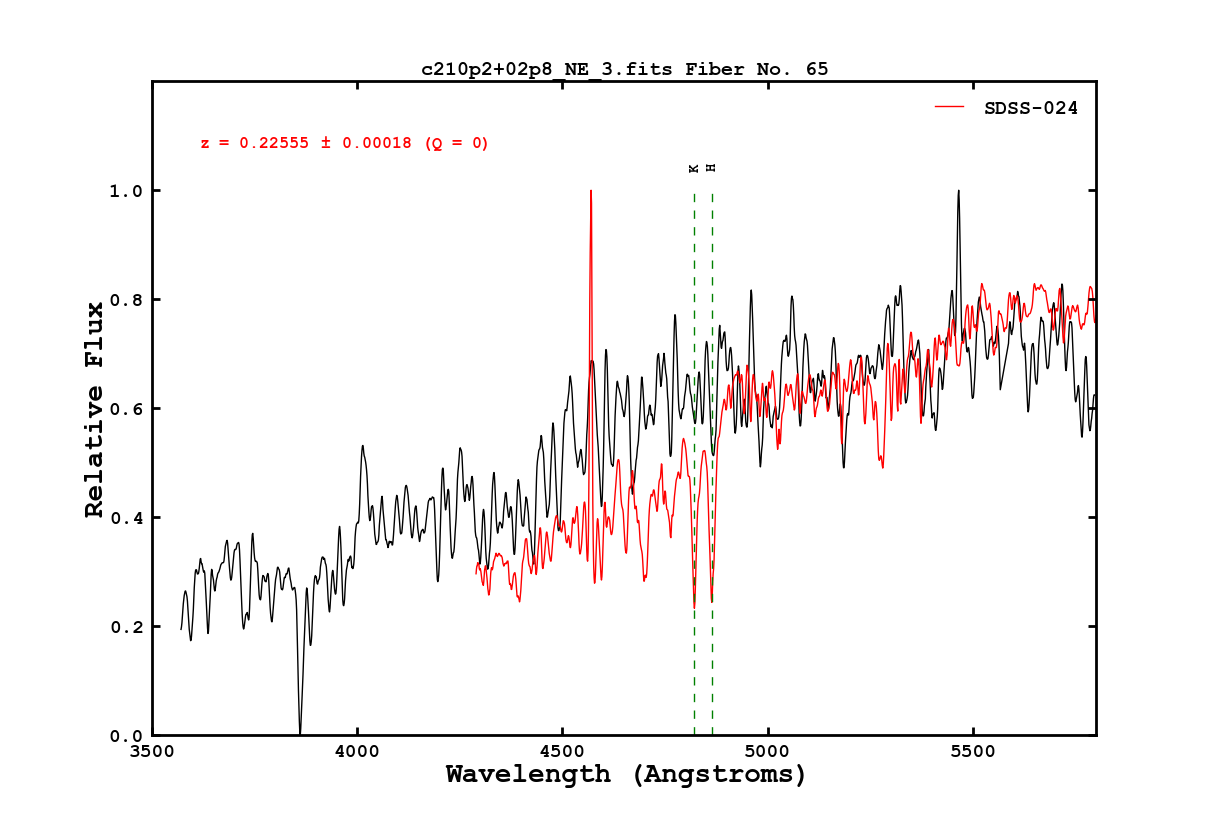 c210p2+02p8_NE_3.fits Fiber No. 65
SDSS-024
z = 0.22555 ± 0.00018 (Q = 0)
K H
1.0
0.8
0.6
0.4
0.2
0.0
Relative Flux
3500 4000 4500 5000 5500
Wavelength (Angstroms)